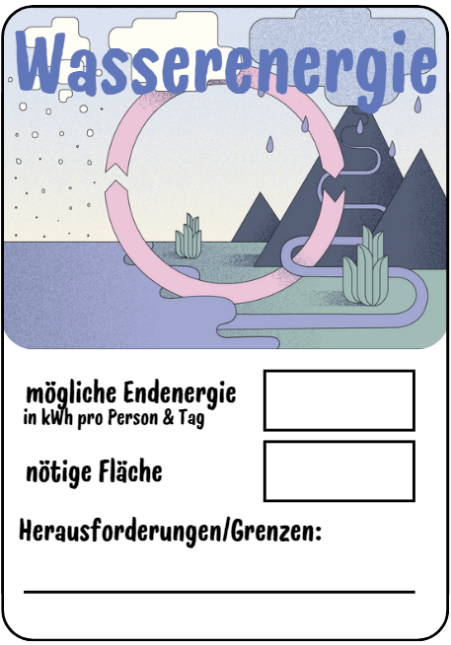 Wasserenergie
mögliche Endenergie
in kWh pro Person & Tag
nötige Fläche
Herausforderungen/Grenzen: